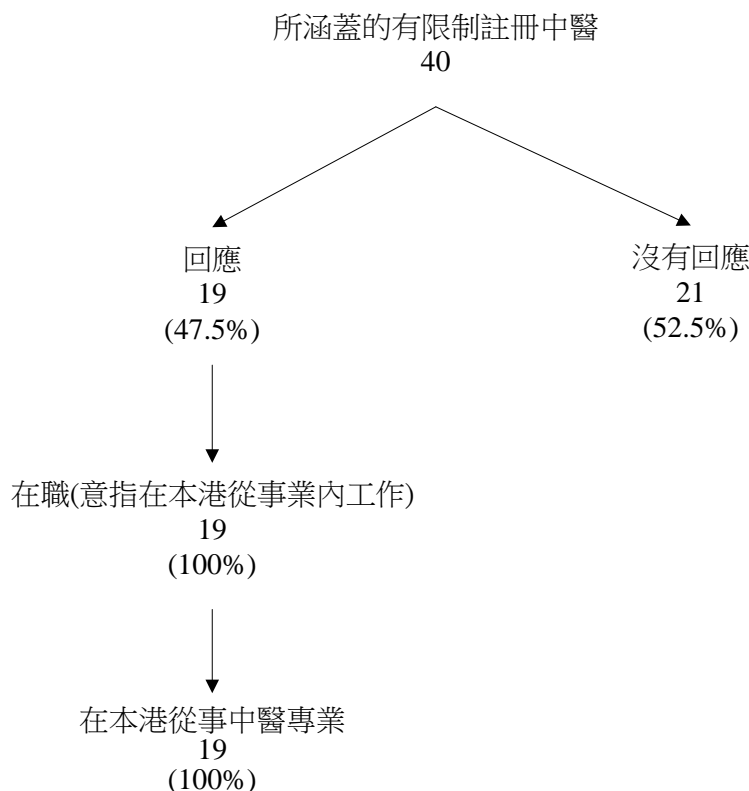 所涵蓋的有限制註冊中醫
40
回應
19
(47.5%)
沒有回應
21
(52.5%)
在職(意指在本港從事業內工作)
19
(100%)
在本港從事中醫專業
19
(100%)